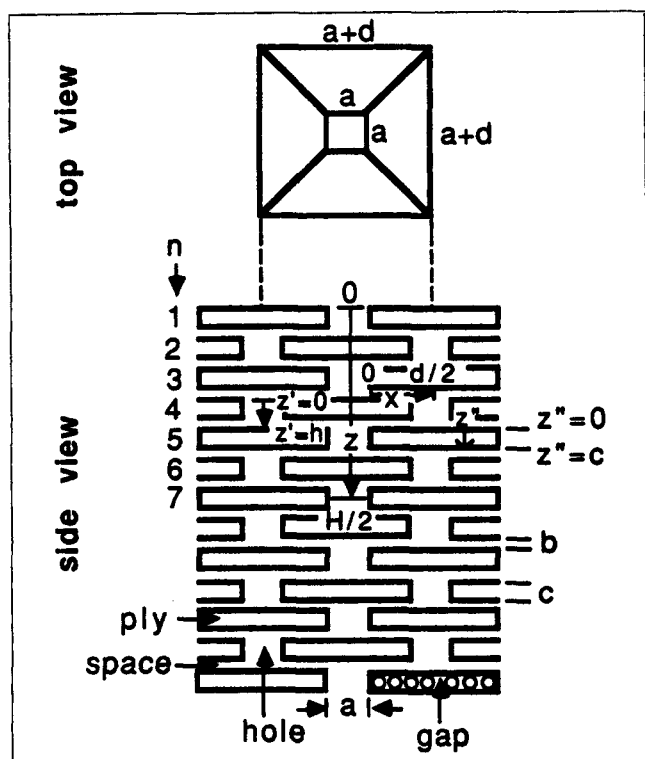 top view
a+d
a
a
a+d
side view
n
0
1
2
3
0 d/2
x
4
z'=0
z"
z"=0
5
z'=h
z
z"=c
6
7
H/2
b
c
ply
space
a
hole
gap